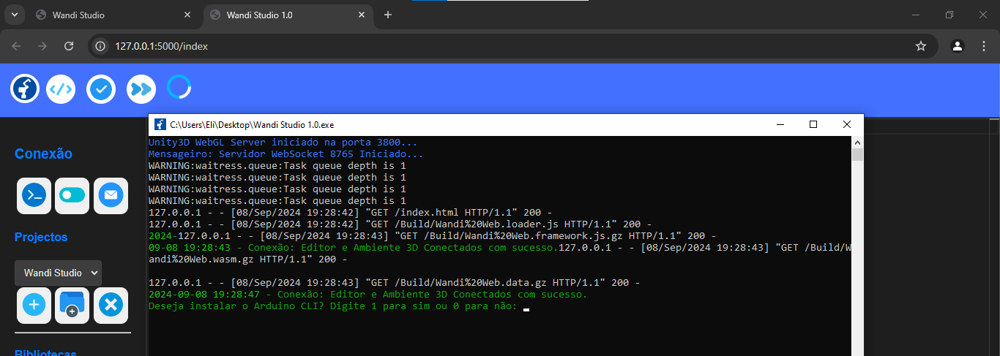 Wandi Studio
Wandi Studio 1.0
127.0.0.1:5000/index
C:\Users\Eli\Desktop\Wandi Studio 1.0.exe
Conexão
Projectos
Wandi Studio
Bibliotecas
Unity3D WebGL Server iniciado na porta 3800...
Mensageiro: Servidor WebSocket 8765 Iniciado...
WARNING:waitress.queue:Task queue depth is 1
WARNING:waitress.queue:Task queue depth is 1
WARNING:waitress.queue:Task queue depth is 1
WARNING:waitress.queue:Task queue depth is 1
127.0.0.1 - - [08/Sep/2024 19:28:42] "GET /index.html HTTP/1.1" 200 -
127.0.0.1 - - [08/Sep/2024 19:28:42] "GET /Build/Wandi%20Web.loader.js HTTP/1.1" 200 -
2024-127.0.0.1 - - [08/Sep/2024 19:28:43] "GET /Build/Wandi%20Web.framework.js.gz HTTP/1.1" 200 -
09-08 19:28:43 - Conexão: Editor e Ambiente 3D Conectados com sucesso.127.0.0.1 - - [08/Sep/2024 19:28:43] "GET /Build/W
andi%20Web.wasm.gz HTTP/1.1" 200 -
127.0.0.1 - - [08/Sep/2024 19:28:43] "GET /Build/Wandi%20Web.data.gz HTTP/1.1" 200 -
2024-09-08 19:28:47 - Conexão: Editor e Ambiente 3D Conectados com sucesso.
Deseja instalar o Arduino CLI? Digite 1 para sim ou 0 para não: